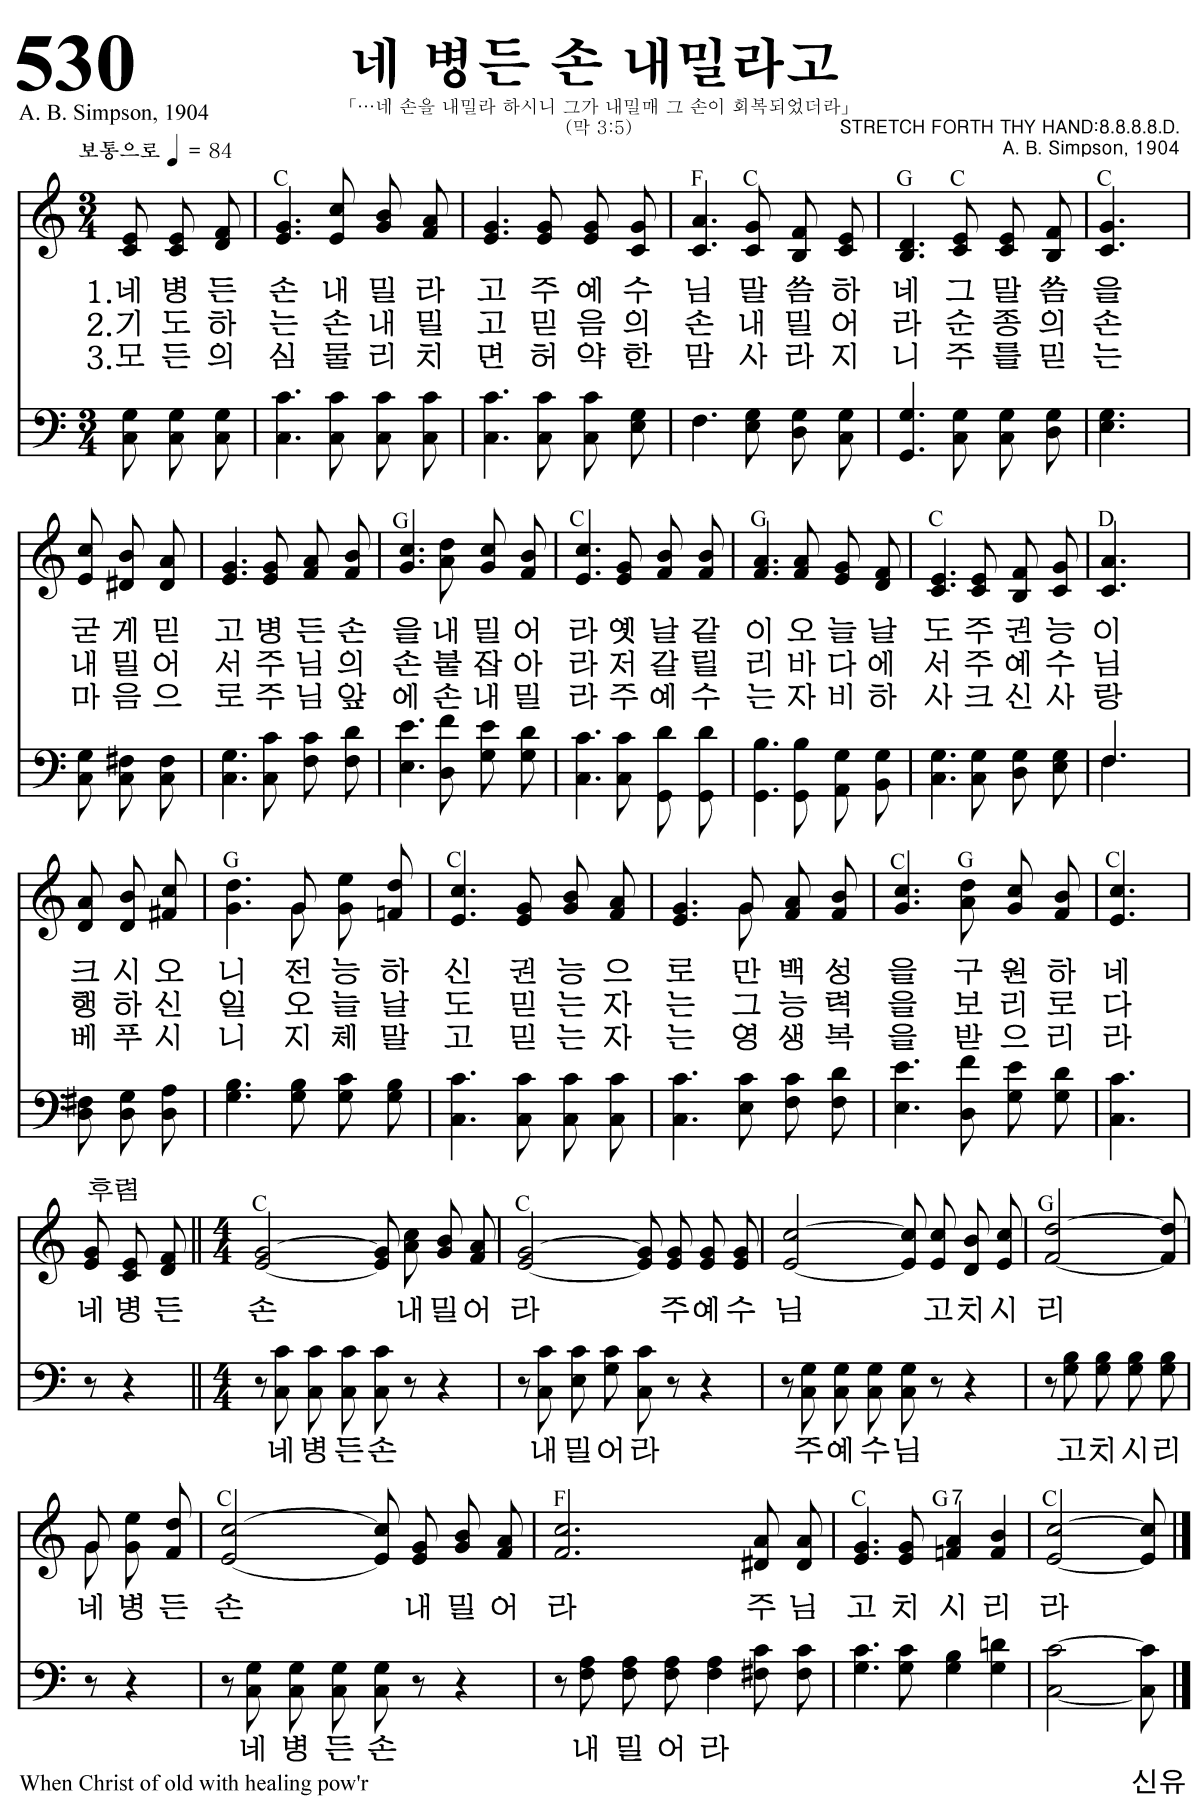 530
네 병든 손 내밀라고
A. B. Simpson, 1904
「…네 손을 내밀라 하시니 그가 내밀매 그 손이 회복되었더라」
(막 3:5)
STRETCH FORTH THY HAND:8.8.8.8.D.
보통으로 ♩ = 84
A. B. Simpson, 1904
C F C G C C
3/4
1.네 병 든 손 내 밀 라 고 주 예 수 님 말 씀 하 네 그 말 씀 을
2.기 도 하 는 손 내 밀 고 믿 음 의 손 내 밀 어 라 순 종 의 손
3.모 든 의 심 물 리 치 면 허 약 한 맘 사 라 지 니 주 를 믿 는
3/4
G C G C D
굳 게 믿 고 병 든 손 을 내 밀 어 라 옛 날 같 이 오 늘 날 도 주 권 능 이
내 밀 어 서 주 님 의 손 붙 잡 아 라 저 갈 릴 리 바 다 에 서 주 예 수 님
마 음 으 로 주 님 앞 에 손 내 밀 라 주 예 수 는 자 비 하 사 크 신 사 랑
G C C G C
크 시 오 니 전 능 하 신 권 능 으 로 만 백 성 을 구 원 하 네
행 하 신 일 오 늘 날 도 믿 는 자 는 그 능 력 을 보 리 로 다
베 푸 시 니 지 체 말 고 믿 는 자 는 영 생 복 을 받 으 리 라
후렴
C C G
4/4
네 병 든 손 내 밀 어 라 주 예 수 님 고 치 시 리
4/4
네 병 든 손 내 밀 어 라 주 예 수 님 고 치 시 리
C F C G7 C
네 병 든 손 내 밀 어 라 주 님 고 치 시 리 라
네 병 든 손 내 밀 어 라
When Christ of old with healing pow'r
신유